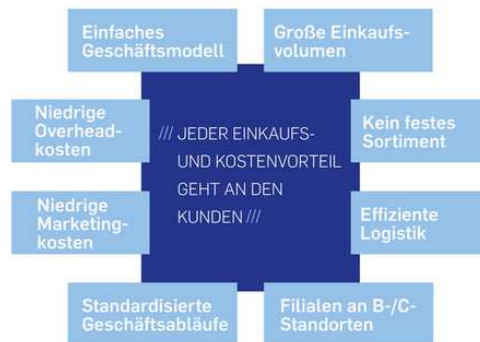 Einfaches
Geschäftsmodell
Große Einkaufs-
volumen
Niedrige
Overhead-
kosten
/// JEDER EINKAUFS-
UND KOSTENVORTEIL
GEHT AN DEN
KUNDEN ///
Kein festes
Sortiment
Niedrige
Marketing-
kosten
Effiziente
Logistik
Standardisierte
Geschäftsabläufe
Filialen an B-/C-
Standorten